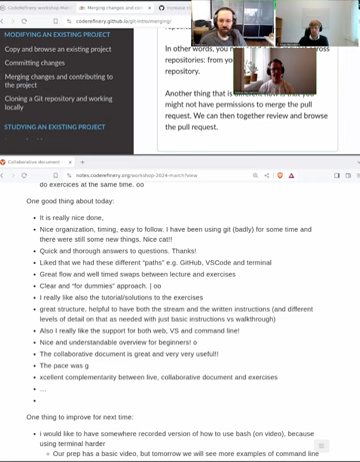 Coderefinery workshop Mar
Merging changes and con
coderefinery.github.io/git-intro/merging/
MODIFYING AN EXISTING PROJECT
Copy and browse an existing project
Committing changes
Merging changes and contributing to
the project
Cloning a Git repository and working
locally
STUDYING AN EXISTING PROJECT
In other words, you
repositories: from you
repository.
Another thing that is
might not have permissions to merge the pull
request. We can then together review and browse
the pull request.
Collaborative document
notes.coderefinery.org/workshop-2024-march?view
do exercises at the same time. oo
One good thing about today:
• It is really nice done,
• Nice organization, timing, easy to follow. I have been using git (badly) for some time and
there were still some new things. Nice cat!!
• Quick and thorough answers to questions. Thanks!
• Liked that we had different "paths" e.g. GitHub, VSCode and terminal
• Great flow and well timed swaps between lecture and exercises
• Clear and "for dummies" approach. | oo
• I really like also the tutorial/solutions to the exercises
• great structure, helpful to have both the stream and the written instructions (and different
levels of detail on that as needed with just basic instructions vs walkthrough)
• Also I really like the support for both web, VS and command line!
• Nice and understandable overview for beginners! o
• The collaborative document is great and very very useful!!
• The pace was g
• xcellent complementarity between live, collaborative document and exercises
• ...
•
One thing to improve for next time:
• i would like to have somewhere recorded version of how to use bash (on video), because
using terminal harder
○ Our prep has a basic video, but tomorrow we will see more examples of command line